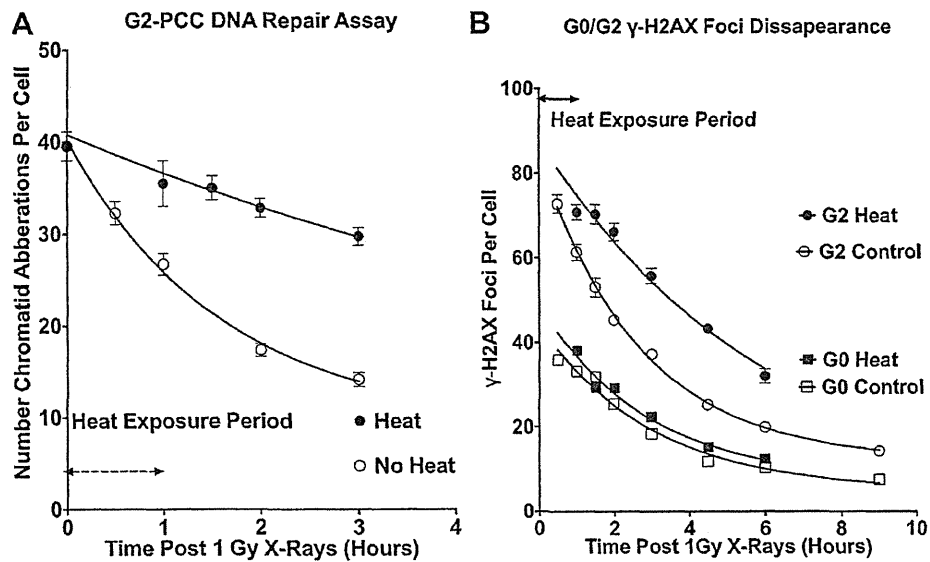 A
G2-PCC DNA Repair Assay
Number Chromatid Abberations Per Cell
50
40
30
20
10
0
Heat Exposure Period
Heat
No Heat
0 1 2 3 4
Time Post 1 Gy X-Rays (Hours)
B
G0/G2 γ-H2AX Foci Dissapearance
γ-H2AX Foci Per Cell
100
80
60
40
20
0
Heat Exposure Period
G2 Heat
G2 Control
G0 Heat
G0 Control
0 2 4 6 8 10
Time Post 1Gy X-Rays (Hours)